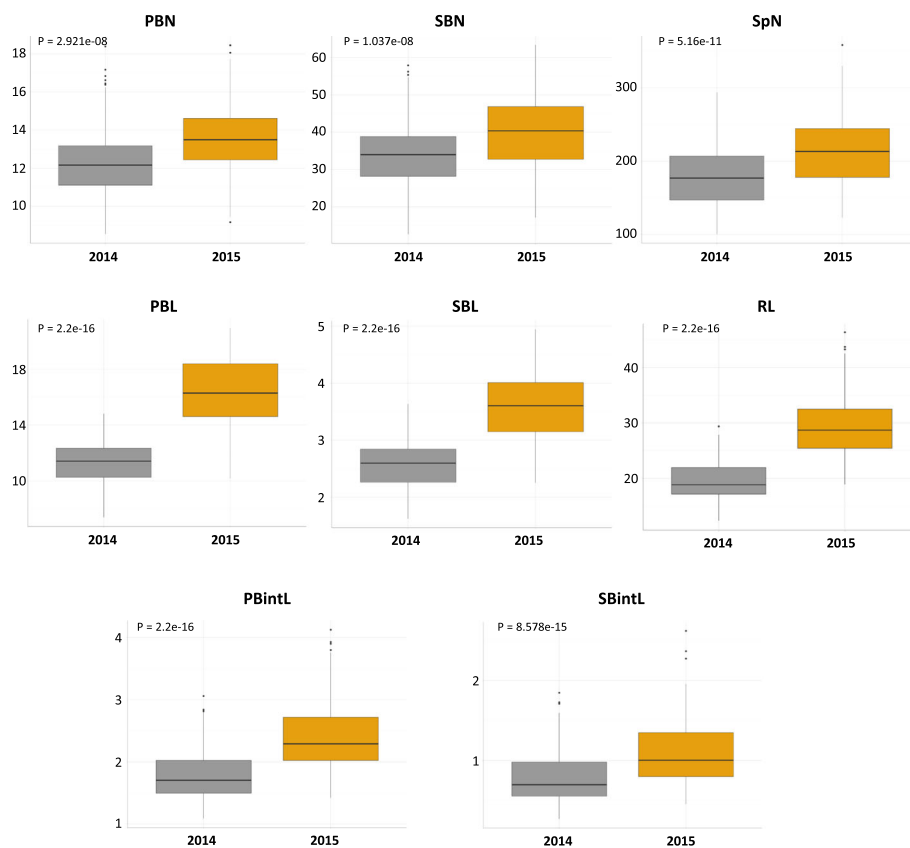 PBN SBN SpN
P = 2.921e-08 P = 1.037e-08 P = 5.16e-11
18 60 300
16 50
14 40 200
12 30
10 20 100
2014 2015 2014 2015 2014 2015
PBL SBL RL
P = 2.2e-16 P = 2.2e-16 P = 2.2e-16
18 5 40
14 4 30
10 3 20
2
2014 2015 2014 2015 2014 2015
PBintL SBintL
P = 2.2e-16 P = 8.578e-15
4
3 2
2 1
1
2014 2015 2014 2015